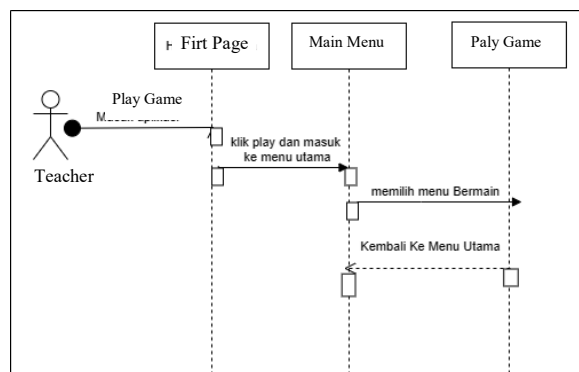 Firt Page
Main Menu
Paly Game
Play Game
Teacher
klik play dan masuk
ke menu utama
memilih menu Bermain
Kembali Ke Menu Utama